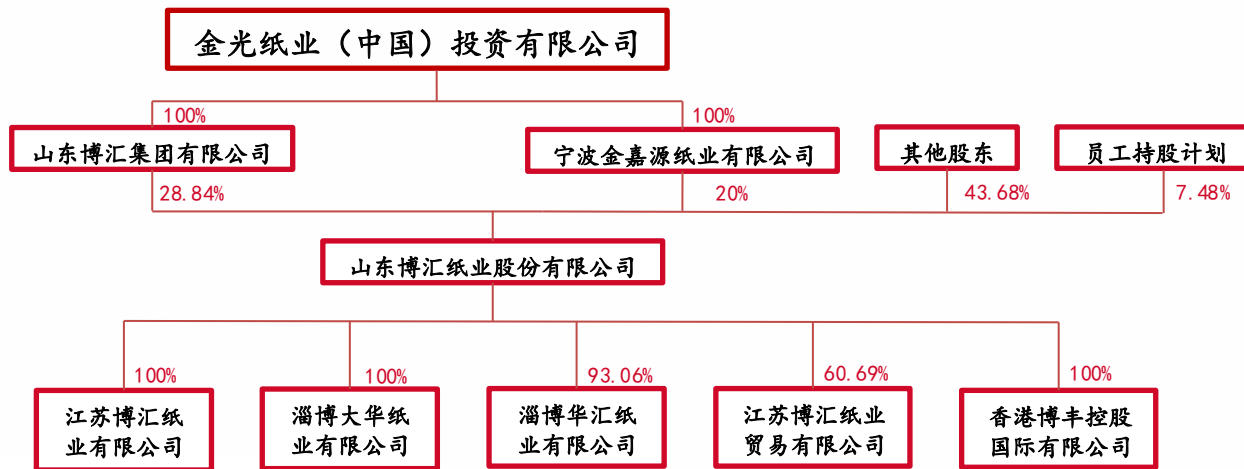 金光纸业（中国）投资有限公司
100%
100%
山东博汇集团有限公司
宁波金嘉源纸业有限公司
其他股东
员工持股计划
28.84%
20%
43.68%
7.48%
山东博汇纸业股份有限公司
100%
100%
93.06%
60.69%
100%
江苏博汇纸
业有限公司
淄博大华纸
业有限公司
淄博华汇纸
业有限公司
江苏博汇纸业
贸易有限公司
香港博丰控股
国际有限公司